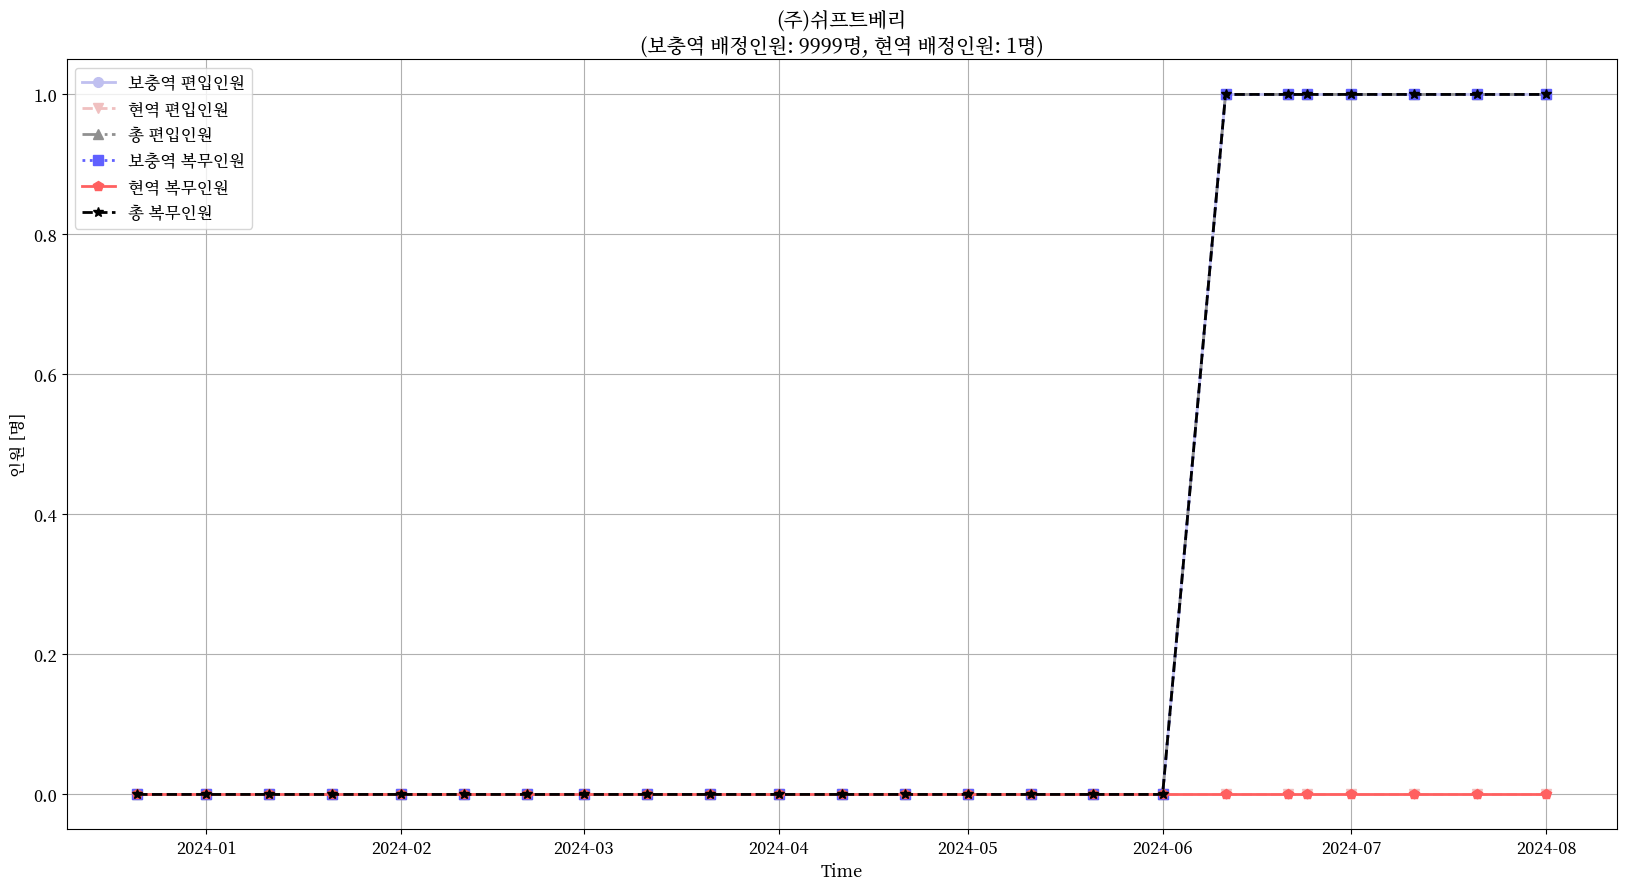 (주)쉬프트베리
(보충역 배정인원: 9999명, 현역 배정인원: 1명)
보충역 편입인원
현역 편입인원
총 편입인원
보충역 복무인원
현역 복무인원
총 복무인원
인원 [명]
1.0
0.8
0.6
0.4
0.2
0.0
2024-01 2024-02 2024-03 2024-04 2024-05 2024-06 2024-07 2024-08
Time